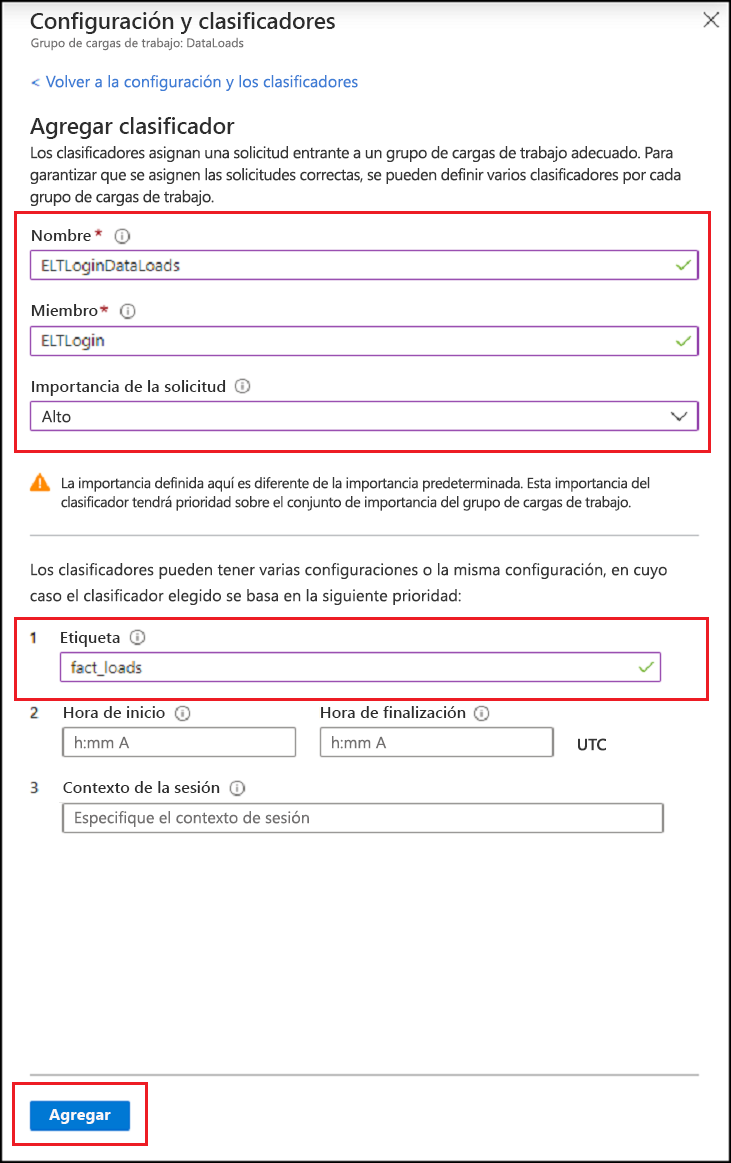 Configuración y clasificadores
Grupo de cargas de trabajo: DataLoads
< Volver a la configuración y los clasificadores
Agregar clasificador
Los clasificadores asignan una solicitud entrante a un grupo de cargas de trabajo adecuado. Para
garantizar que se asignen las solicitudes correctas, se pueden definir varios clasificadores por cada
grupo de cargas de trabajo.
Nombre *
ELTLoginDataLoads
Miembro *
ELTLogin
Importancia de la solicitud
Alto
La importancia definida aquí es diferente de la importancia predeterminada. Esta importancia del
clasificador tendrá prioridad sobre el conjunto de importancia del grupo de cargas de trabajo.
Los clasificadores pueden tener varias configuraciones o la misma configuración, en cuyo
caso el clasificador elegido se basa en la siguiente prioridad:
1 Etiqueta
fact_loads
2 Hora de inicio Hora de finalización
h:mm A h:mm A UTC
3 Contexto de la sesión
Especifique el contexto de sesión
Agregar